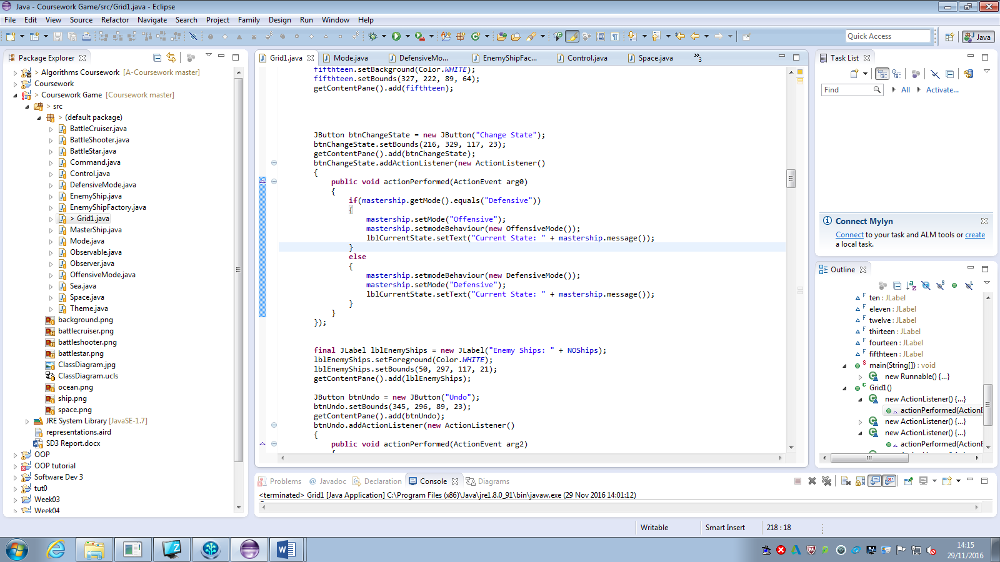 Java - Coursework Game/src/Grid1.java - Eclipse
File Edit View Source Refactor Navigate Search Project Family Design Run Window Help
Quick Access
Java
Package Explorer
> Algorithms Coursework [A-Coursework master]
Coursework
> Coursework Game [Coursework master]
> src
> (default package)
BattleCruiser.java
BattleShooter.java
BattleStar.java
Command.java
Control.java
DefensiveMode.java
EnemyShip.java
EnemyShipFactory.java
> Grid1.java
MasterShip.java
Mode.java
Observable.java
Observer.java
OffensiveMode.java
Sea.java
Space.java
Theme.java
background.png
battlecruiser.png
battleshooter.png
battlestar.png
ClassDiagram.jpg
ClassDiagram.ucls
ocean.png
ship.png
space.png
JRE System Library [JavaSE-1.7]
representations.aird
SD3 Report.docx
OOP
OOP tutorial
Software Dev 3
tut0
Week03
Week04
Grid1.java Mode.java DefensiveMo... EnemyShipFac... Control.java Space.java »3
fifthteen.setBackground(Color.WHITE);
fifthteen.setBounds(327, 222, 89, 64);
getContentPane().add(fifthteen);
JButton btnChangeState = new JButton("Change State");
btnChangeState.setBounds(216, 329, 117, 23);
getContentPane().add(btnChangeState);
btnChangeState.addActionListener(new ActionListener()
{
public void actionPerformed(ActionEvent arg0)
{
if(mastership.getMode().equals("Defensive"))
{
mastership.setMode("Offensive");
mastership.setmodeBehaviour(new OffensiveMode());
lblCurrentState.setText("Current State: " + mastership.message());
}
else
{
mastership.setmodeBehaviour(new DefensiveMode());
mastership.setMode("Defensive");
lblCurrentState.setText("Current State: " + mastership.message());
}
}
});
final JLabel lblEnemyShips = new JLabel("Enemy Ships: " + NOShips);
lblEnemyShips.setForeground(Color.WHITE);
lblEnemyShips.setBounds(50, 297, 117, 21);
getContentPane().add(lblEnemyShips);
JButton btnUndo = new JButton("Undo");
btnUndo.setBounds(345, 296, 89, 23);
getContentPane().add(btnUndo);
btnUndo.addActionListener(new ActionListener()
{
public void actionPerformed(ActionEvent arg2)
Task List
Find All Activate...
Connect Mylyn
Connect to your task and ALM tools or create
a local task.
Outline
ten : JLabel
eleven : JLabel
twelve : JLabel
thirteen : JLabel
fourteen : JLabel
fifthteen : JLabel
main(String[]) : void
new Runnable() {...}
Grid1()
new ActionListener() {...}
actionPerformed(ActionE
new ActionListener() {...}
new ActionListener() {...}
actionPerformed(ActionE
Problems Javadoc Declaration Console Diagrams
<terminated> Grid1 [Java Application] C:\Program Files (x86)\Java\jre1.8.0_91\bin\javaw.exe (29 Nov 2016 14:01:12)
Writable Smart Insert 218 : 18
14:15
29/11/2016